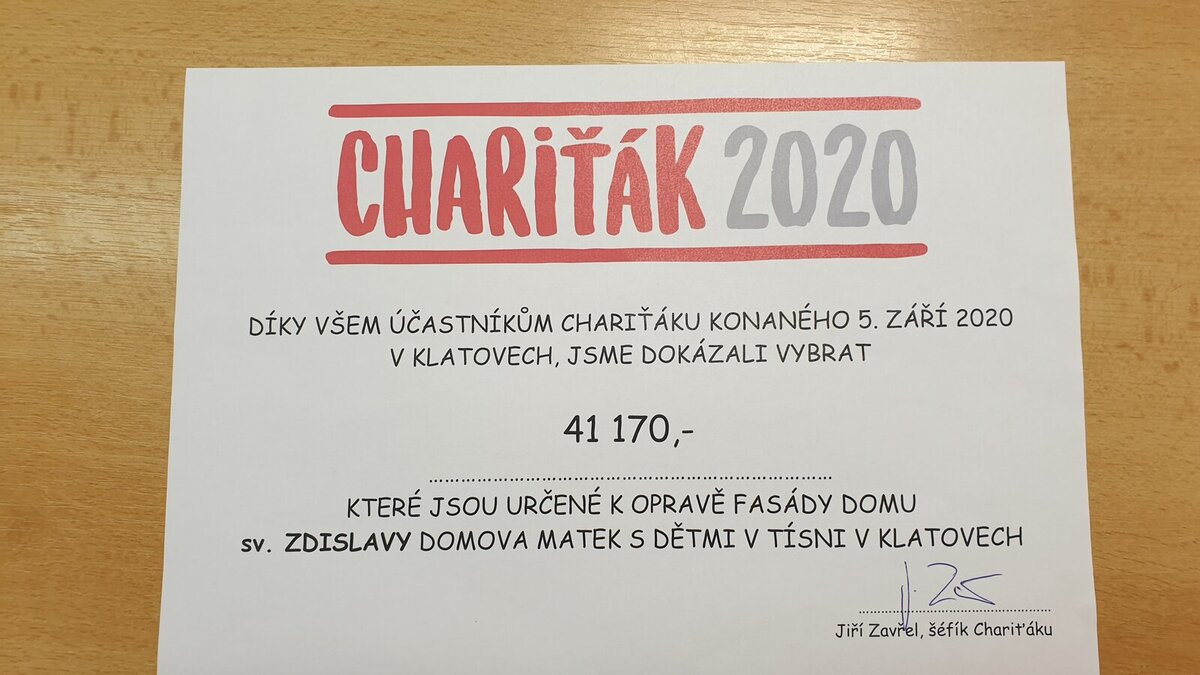 CHARIŤÁK 2020
DÍKY VŠEM ÚČASTNÍKŮM CHARIŤÁKU KONANÉHO 5. ZÁŘÍ 2020
V KLATOVECH, JSME DOKÁZALI VYBRAT
41 170,-
KTERÉ JSOU URČENÉ K OPRAVĚ FASÁDY DOMU
sv. ZDISLAVY DOMOVA MATEK S DĚTMI V TÍSNI V KLATOVECH
Jiří Zavřel, šéfík Chariťáku